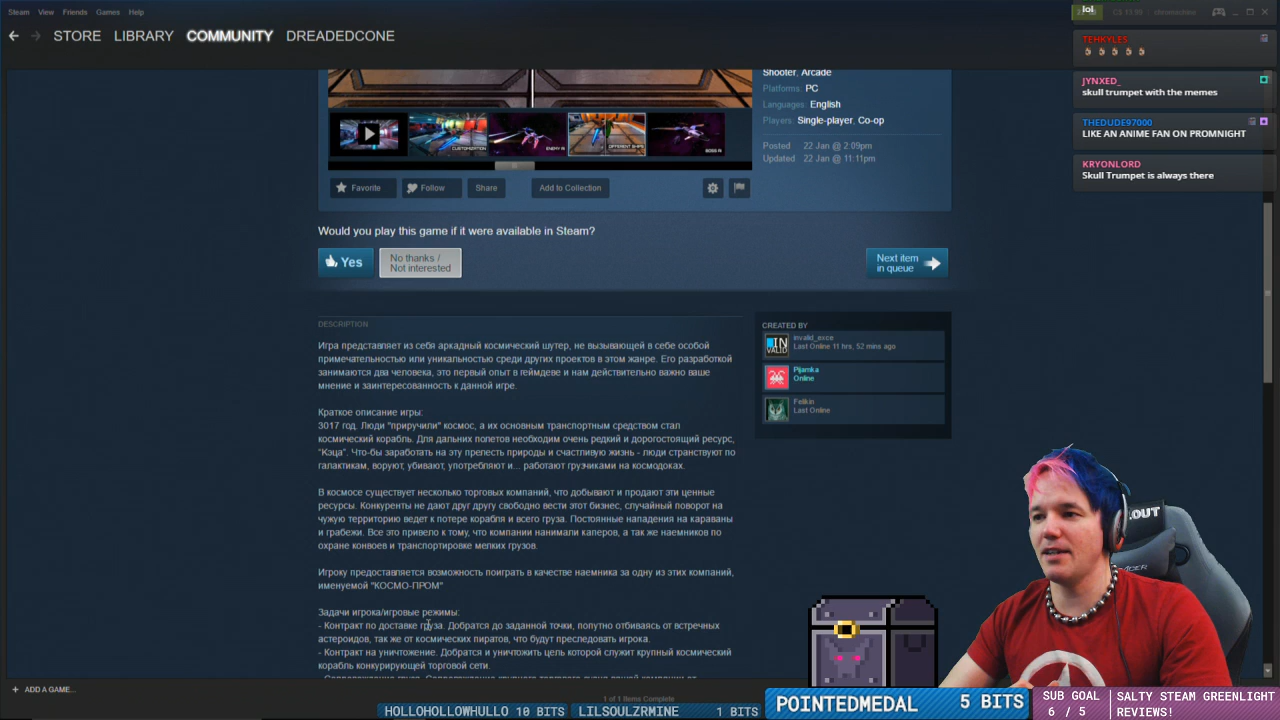 Steam View Friends Games Help
lol
STORE LIBRARY COMMUNITY DREADEDCONE
TEHKYLES
JYNXED_
skull trumpet with the memes
THEDUDE97000
LIKE AN ANIME FAN ON PROMNIGHT
KRYONLORD
Skull Trumpet is always there
Shooter, Arcade
Platforms: PC
Languages: English
Players: Single-player, Co-op
Posted 22 Jan @ 2:09pm
Updated 22 Jan @ 11:11pm
CUSTOMIZATION
DIFFERENT SHIPS
Favorite Follow Share Add to Collection
Would you play this game if it were available in Steam?
Yes
No thanks /
Not interested
Next item
in queue
DESCRIPTION
Игра представляет из себя аркадный космический шутер, не вызывающей в себе особой
примечательностью или уникальностью среди других проектов в этом жанре. Его разработкой
занимаются два человека, это первый опыт в геймдеве и нам действительно важно ваше
мнение и заинтересованность к данной игре.
Краткое описание игры:
3017 год. Люди "приручили" космос, а их основным транспортным средством стал
космический корабль. Для дальних полетов необходим очень редкий и дорогостоящий ресурс,
"Кэца". Что-бы заработать на эту прелесть природы и счастливую жизнь - люди странствуют по
галактикам, воруют, убивают, употребляют и... работают грузчиками на космодоках.
В космосе существует несколько торговых компаний, что добывают и продают эти ценные
ресурсы. Конкуренты не дают друг другу свободно вести этот бизнес, случайный поворот на
чужую территорию ведет к потере корабля и всего груза. Постоянные нападения на караваны
и грабежи. Все это привело к тому, что компании нанимали каперов, а так же наемников по
охране конвоев и транспортировке мелких грузов.
Игроку предоставляется возможность поиграть в качестве наемника за одну из этих компаний,
именуемой "КОСМО-ПРОМ"
Задачи игрока/игровые режимы:
- Контракт по доставке груза. Добратся до заданной точки, попутно отбиваясь от встречных
астероидов, так же от космических пиратов, что будут преследовать игрока.
- Контракт на уничтожение. Добратся и уничтожить цель которой служит крупный космический
корабль конкурирующей торговой сети.
CREATED BY
invalid_exce
Last Online 11 hrs, 52 mins ago
Pijamka
Online
Felikin
Last Online
IN
VALID
OUT
+ ADD A GAME...
1 of 1 Items Complete
HOLLOHOLLOWHULLO 10 BITS
LILSOULZRMINE 1 BITS
POINTEDMEDAL 5 BITS
SUB GOAL
6 / 5
SALTY STEAM GREENLIGHT
REVIEWS!